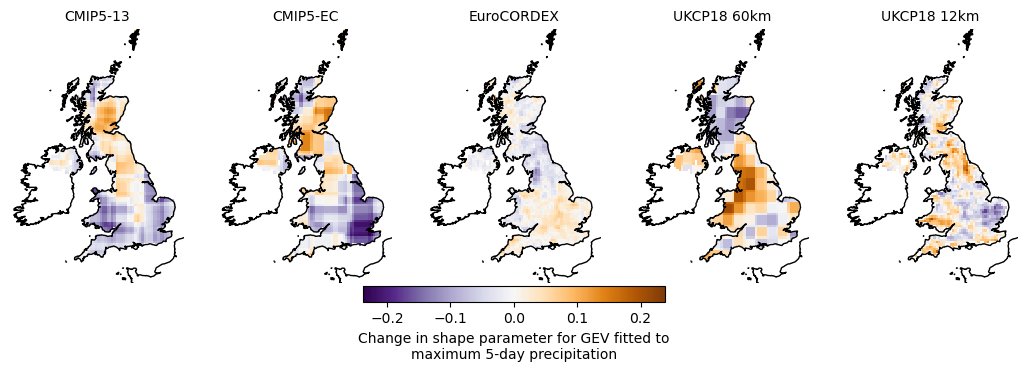 CMIP5-13 CMIP5-EC EuroCORDEX UKCP18 60km UKCP18 12km
−0.2 −0.1 0.0 0.1 0.2
Change in shape parameter for GEV fitted to
maximum 5-day precipitation